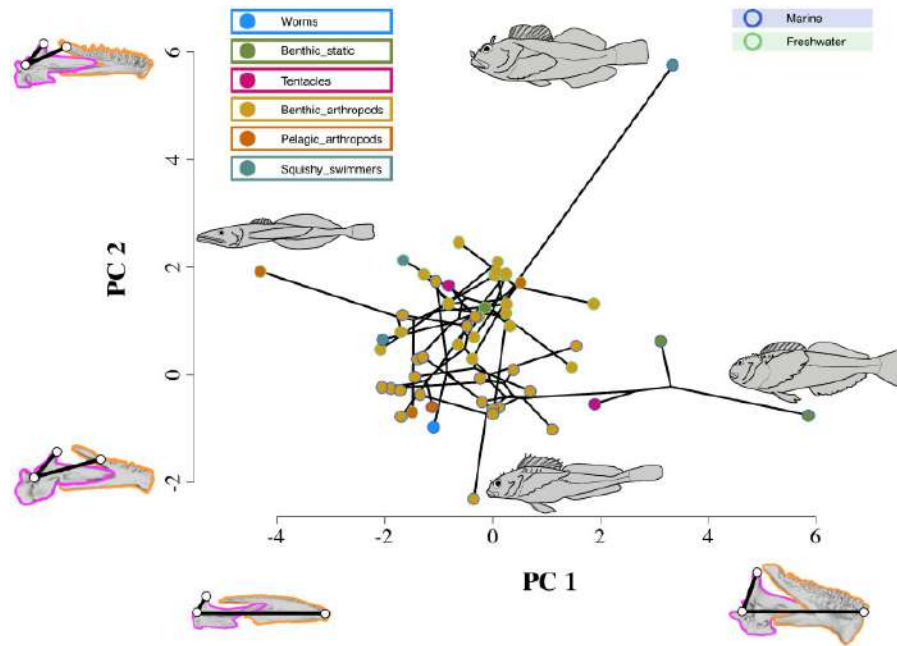 Worms
Benthic_static
Tentacles
Benthic_arthropods
Pelagic_arthropods
Squishy_swimmers
Marine
Freshwater
6
4
2
0
-2
PC 2
-4
-2
0
2
4
6
PC 1